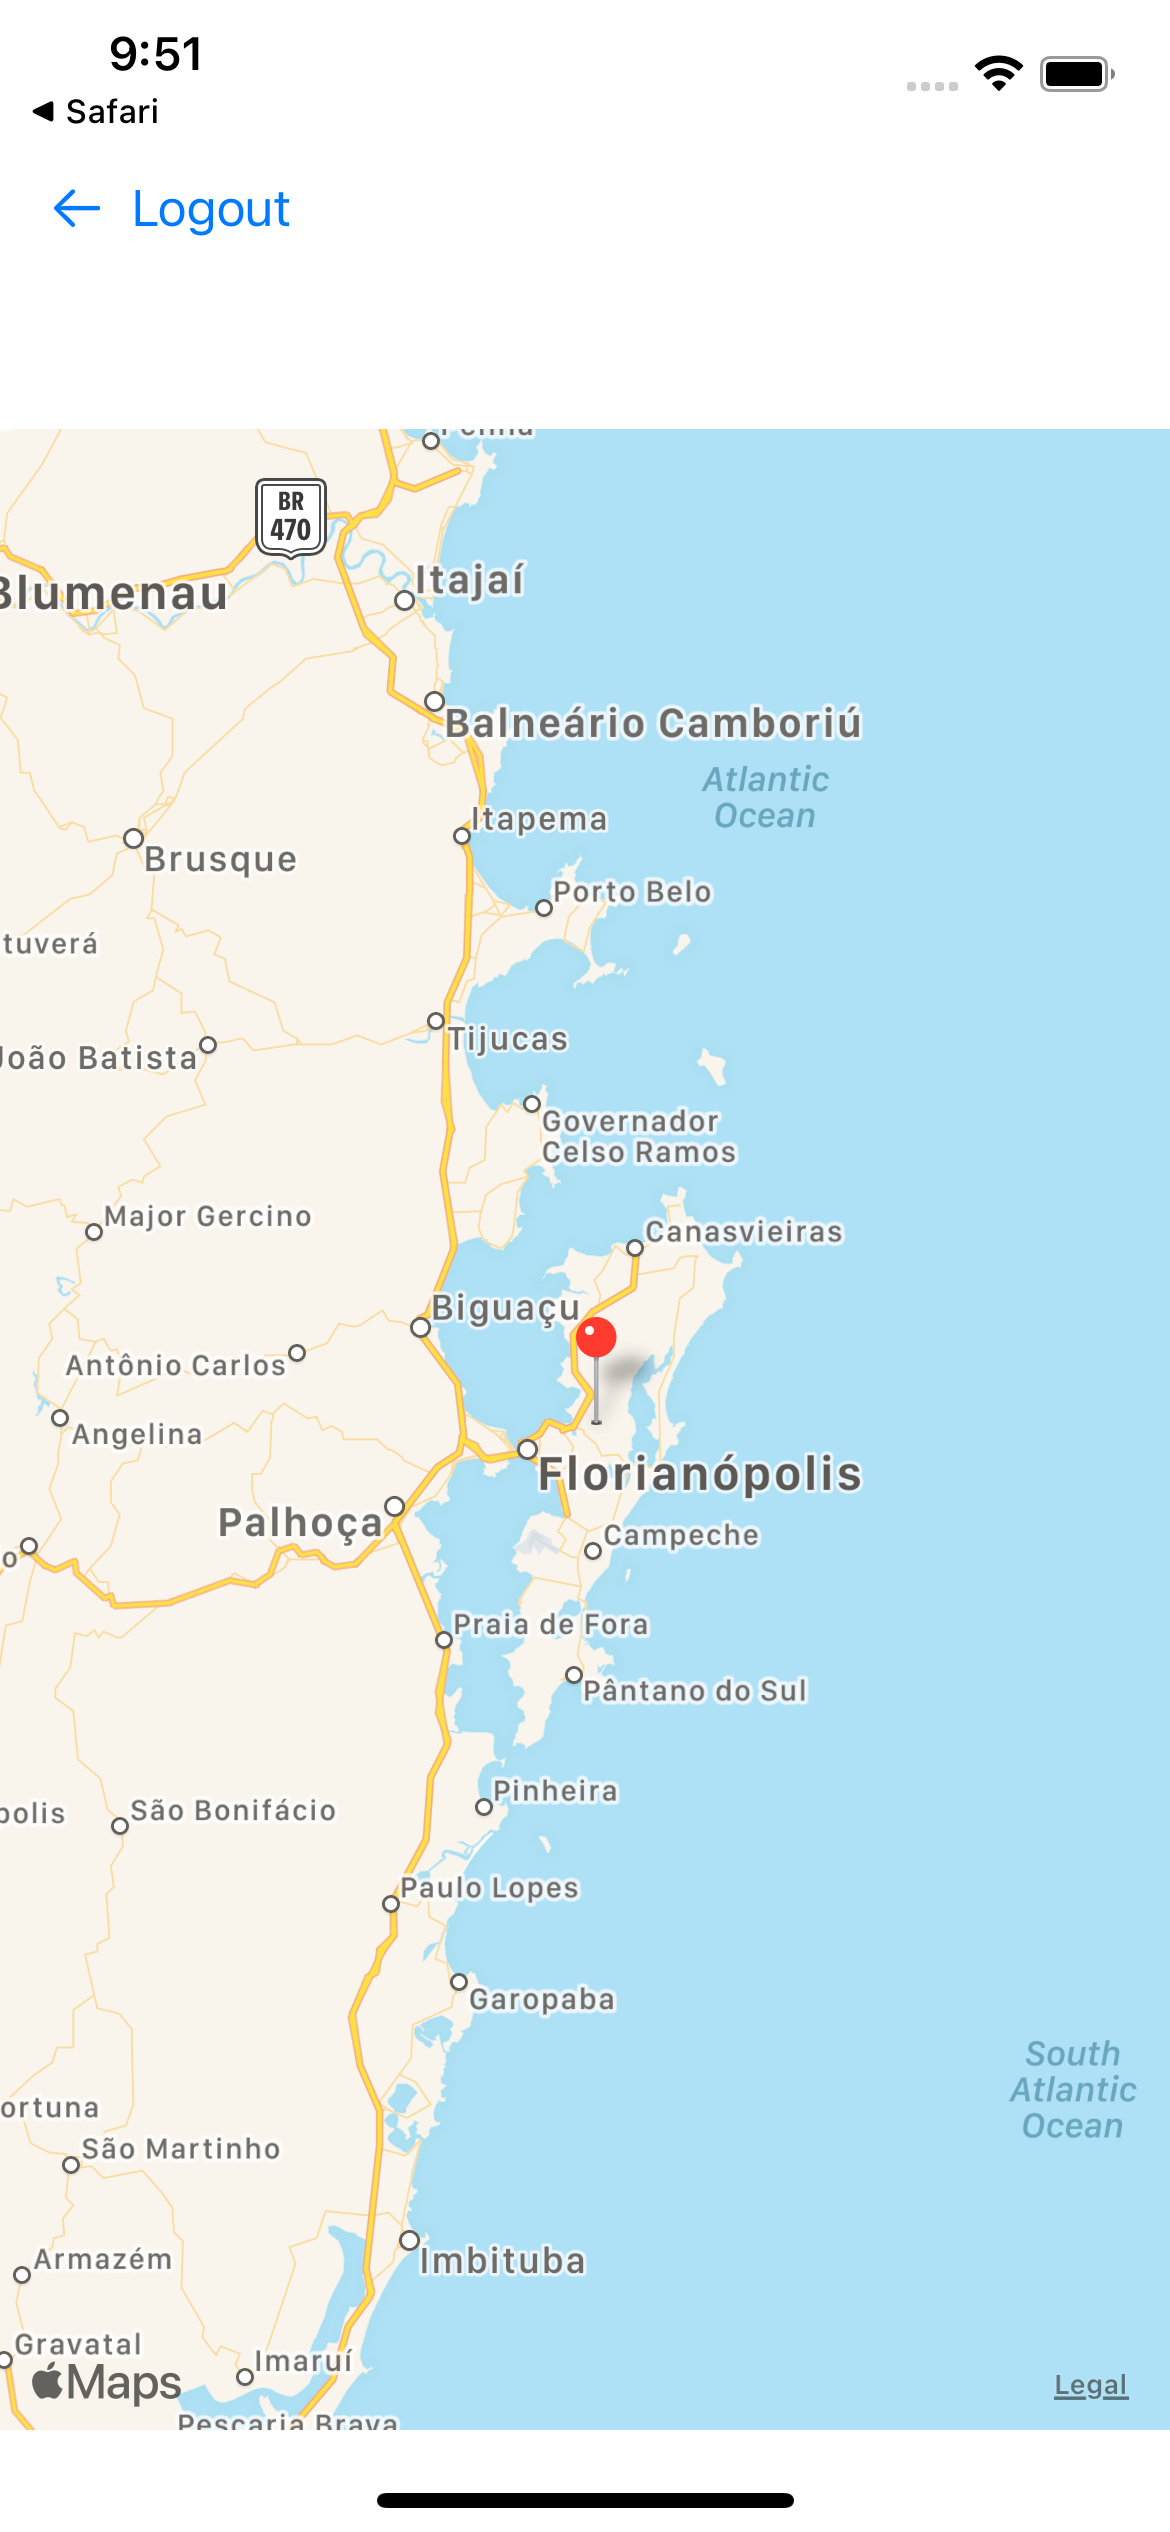 9:51
Safari
Logout
BR
470
Blumenau
Itajaí
Balneário Camboriú
Atlantic
Ocean
Itapema
Brusque
Porto Belo
tuverá
Tijucas
João Batista
Governador
Celso Ramos
Major Gercino
Canasvieiras
Biguaçu
Antônio Carlos
Angelina
Florianópolis
Palhoça
Campeche
o
Praia de Fora
Pântano do Sul
Pinheira
São Bonifácio
polis
Paulo Lopes
Garopaba
South
Atlantic
Ocean
ortuna
São Martinho
Imbituba
Armazém
Gravatal
Imaruí
Maps
Legal
Pescaria Brava